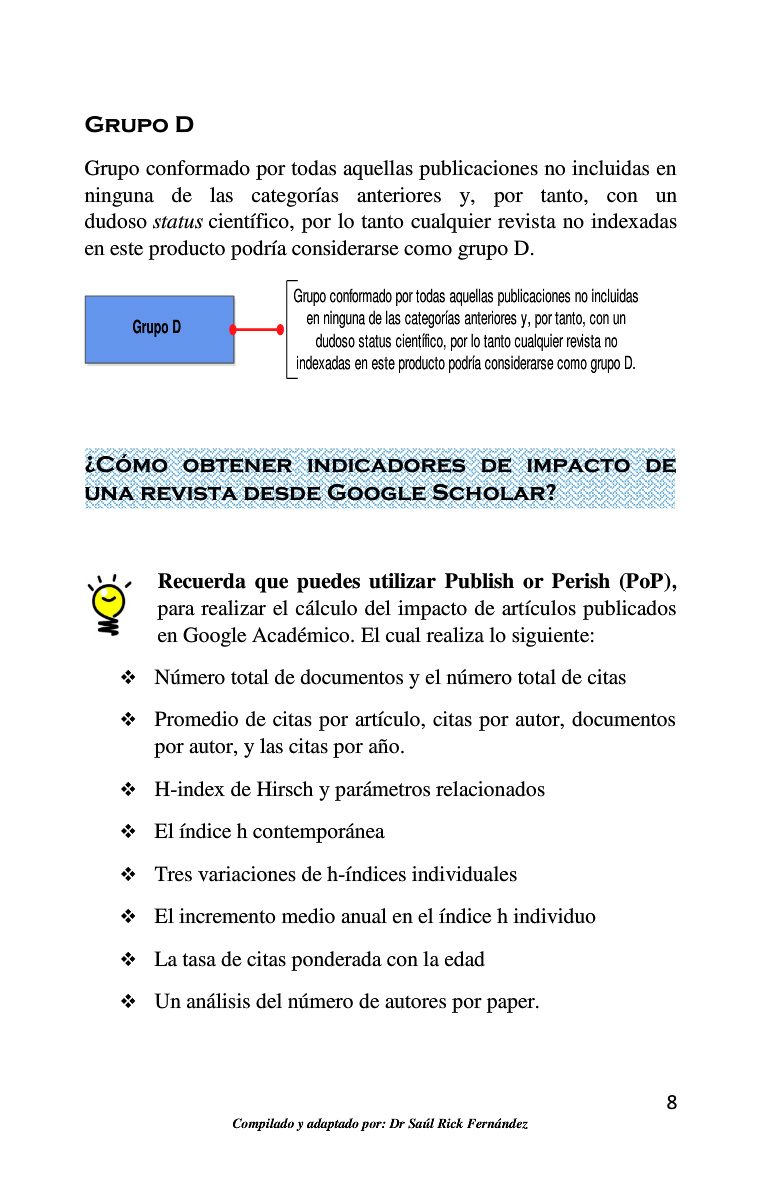 Grupo D
Grupo conformado por todas aquellas publicaciones no incluidas en
ninguna de las categorías anteriores y, por tanto, con un
dudoso status científico, por lo tanto cualquier revista no indexadas
en este producto podría considerarse como grupo D.
Grupo D
Grupo conformado por todas aquellas publicaciones no incluidas
en ninguna de las categorías anteriores y, por tanto, con un
dudoso status científico, por lo tanto cualquier revista no
indexadas en este producto podría considerarse como grupo D.
¿Cómo obtener indicadores de impacto de
una revista desde Google Scholar?
Recuerda que puedes utilizar Publish or Perish (PoP),
para realizar el cálculo del impacto de artículos publicados
en Google Académico. El cual realiza lo siguiente:
❖ Número total de documentos y el número total de citas
❖ Promedio de citas por artículo, citas por autor, documentos
por autor, y las citas por año.
❖ H-index de Hirsch y parámetros relacionados
❖ El índice h contemporánea
❖ Tres variaciones de h-índices individuales
❖ El incremento medio anual en el índice h individuo
❖ La tasa de citas ponderada con la edad
❖ Un análisis del número de autores por paper.
8
Compilado y adaptado por: Dr Saúl Rick Fernández